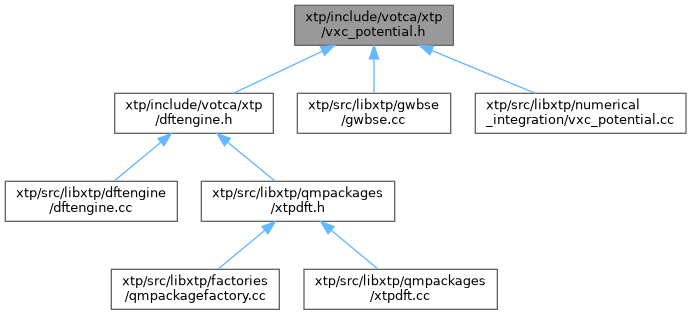 xtp/include/votca/xtp
/vxc_potential.h
xtp/include/votca/xtp
/dftengine.h
xtp/src/libxtp/gwbse
/gwbse.cc
xtp/src/libxtp/numerical
_integration/vxc_potential.cc
xtp/src/libxtp/dftengine
/dftengine.cc
xtp/src/libxtp/qmpackages
/xtpdft.h
xtp/src/libxtp/factories
/qmpackagefactory.cc
xtp/src/libxtp/qmpackages
/xtpdft.cc